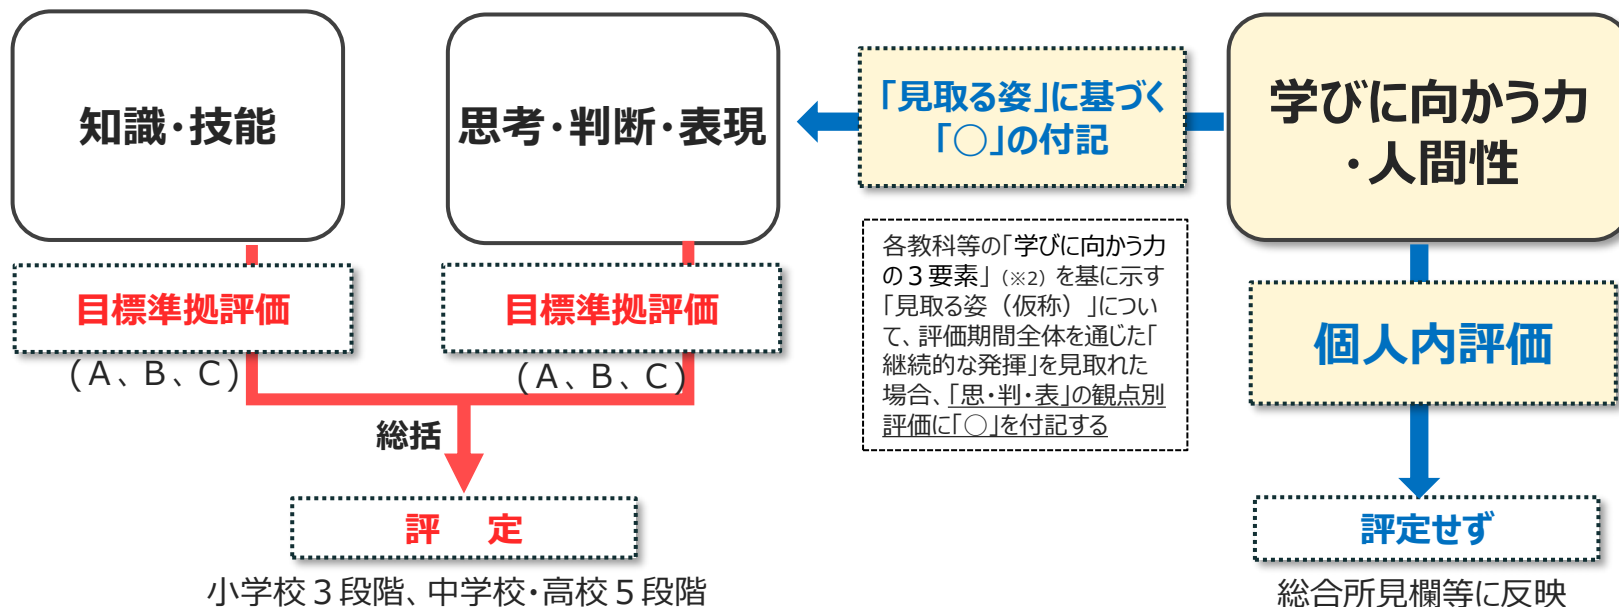 知識・技能
思考・判断・表現
「見取る姿」に基づく
「○」の付記
学びに向かう力
・人間性
各教科等の「学びに向かう力
の3要素」(※2)を基に示す
「見取る姿(仮称)」につい
て、評価期間全体を通じた「
継続的な発揮」を見取れた
場合、「思・判・表」の観点別
評価に「○」を付記する
目標準拠評価
(A、B、C)
目標準拠評価
(A、B、C)
個人内評価
総括
評 定
評定せず
小学校3段階、中学校・高校5段階
総合所見欄等に反映